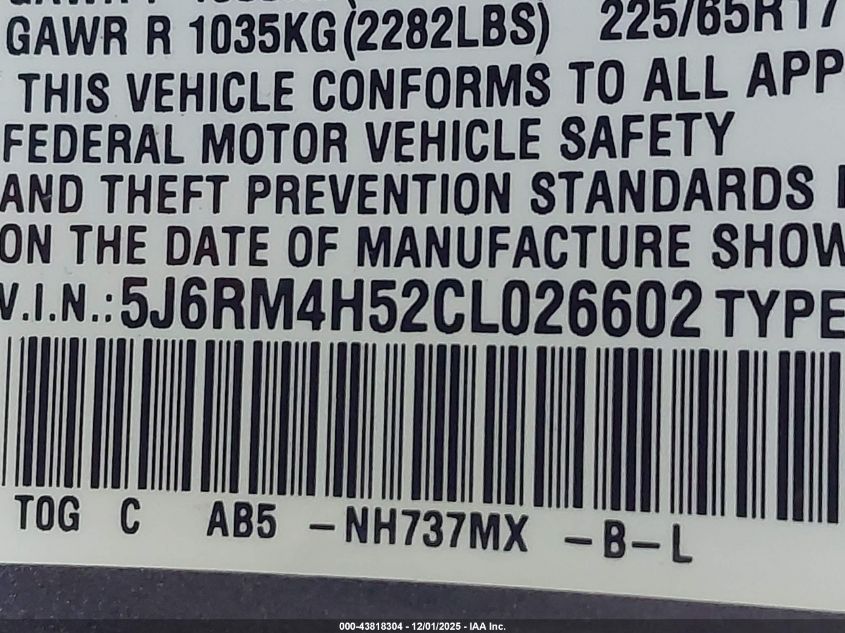 GAWR R 1035KG(2282LBS) 225/65R17
THIS VEHICLE CONFORMS TO ALL APP
FEDERAL MOTOR VEHICLE SAFETY
AND THEFT PREVENTION STANDARDS
ON THE DATE OF MANUFACTURE SHOW
V.I.N.:5J6RM4H52CL026602 TYPE
TOG C AB5 -NH737MX -B-L
000-43818304 - 12/01/2025 - IAA Inc.